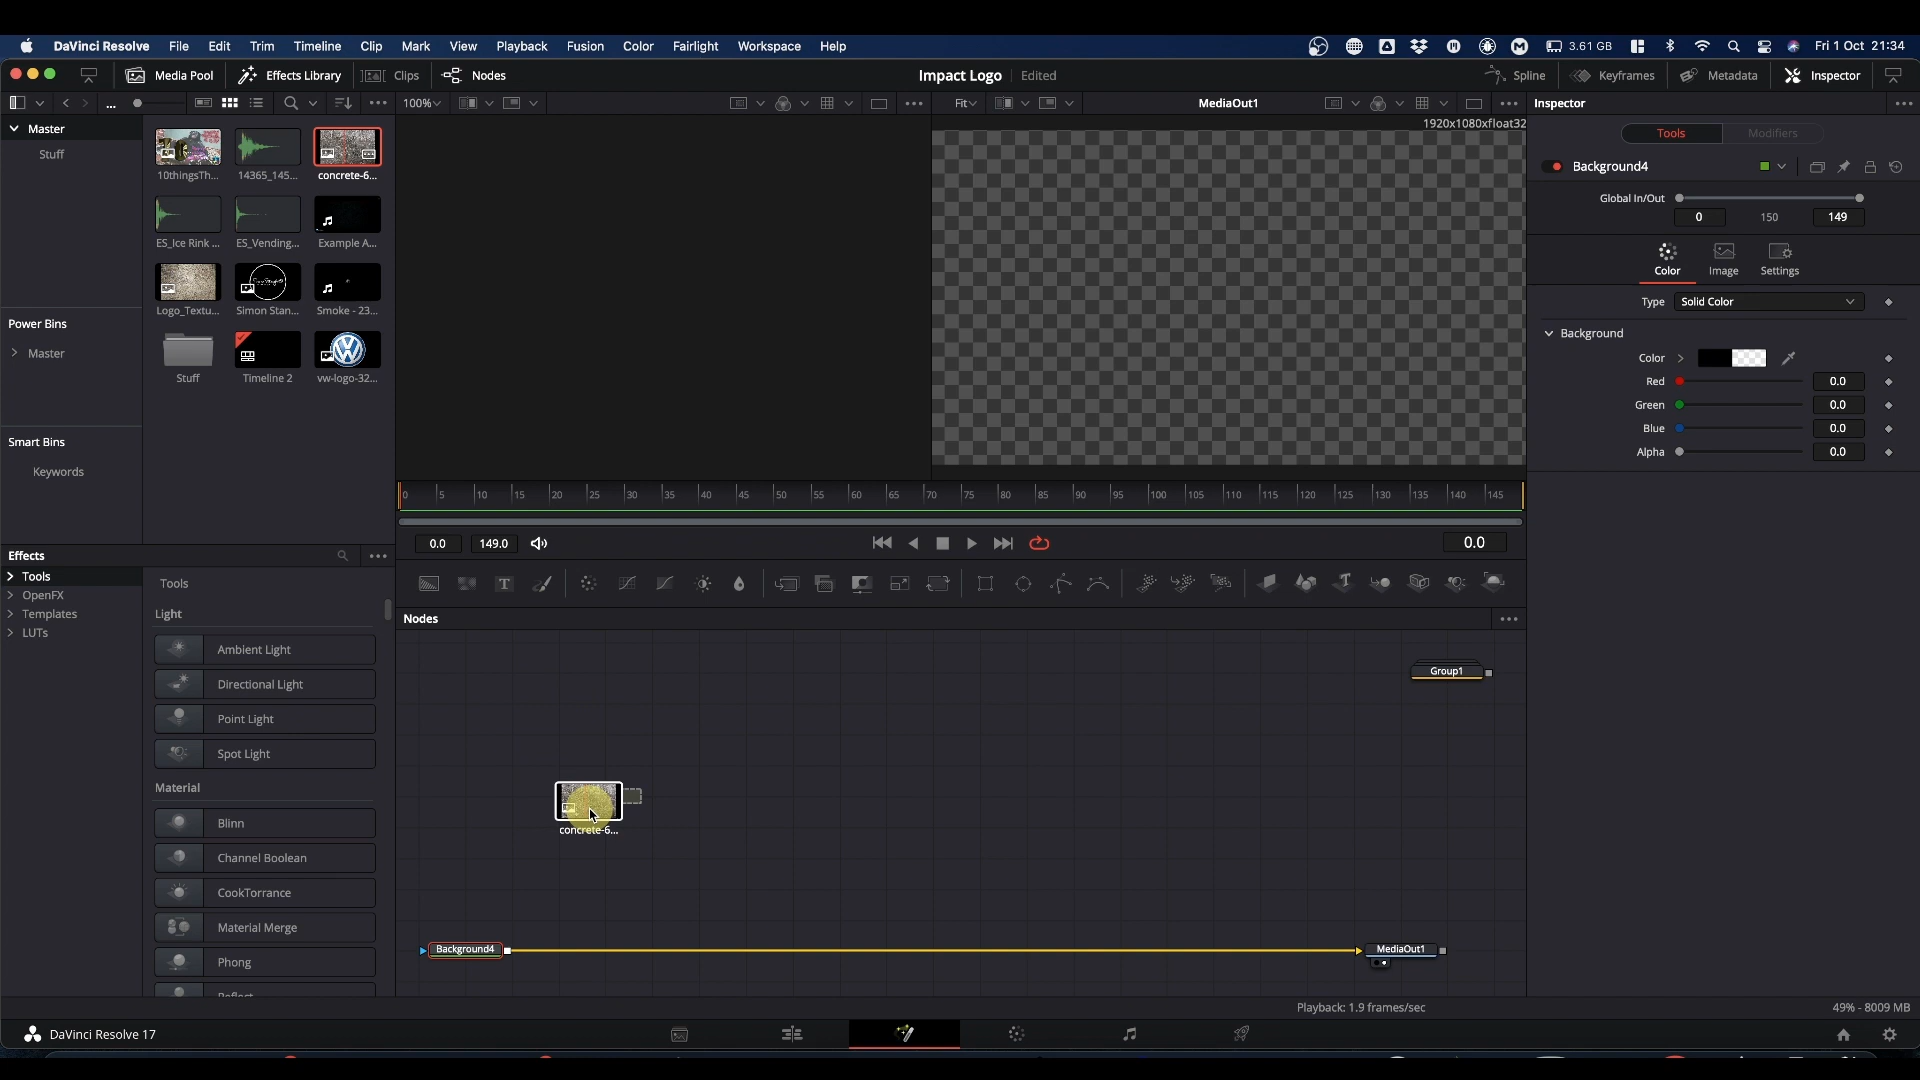 DaVinci Resolve File Edit Trim Timeline Clip Mark View Playback Fusion Color Fairlight Workspace Help 3.61 GB Fri 1 Oct 21:34
Media Pool Effects Library Clips Nodes Impact Logo Edited Spline Keyframes Metadata Inspector
... 100% Fit MediaOut1 Inspector
1920x1080xfloat32
Master
Stuff
10thingsTh... 14365_145... concrete-6...
ES_Ice Rink ... ES_Vending... Example A...
Logo_Textu... Simon Stan... Smoke - 23...
Stuff Timeline 2 vw-logo-32...
Power Bins
Master
Smart Bins
Keywords
Tools Modifiers
Background4
Global In/Out
0 150 149
Color Image Settings
Type Solid Color
Background
Color
Red 0.0
Green 0.0
Blue 0.0
Alpha 0.0
0 5 10 15 20 25 30 35 40 45 50 55 60 65 70 75 80 85 90 95 100 105 110 115 120 125 130 135 140 145
0.0 149.0 0.0
Effects
Tools
OpenFX
Templates
LUTs
Tools
Light
Ambient Light
Directional Light
Point Light
Spot Light
Material
Blinn
Channel Boolean
CookTorrance
Material Merge
Phong
Reflect
Nodes
Group1
concrete-6...
Background4 MediaOut1
Playback: 1.9 frames/sec 49% - 8009 MB
DaVinci Resolve 17